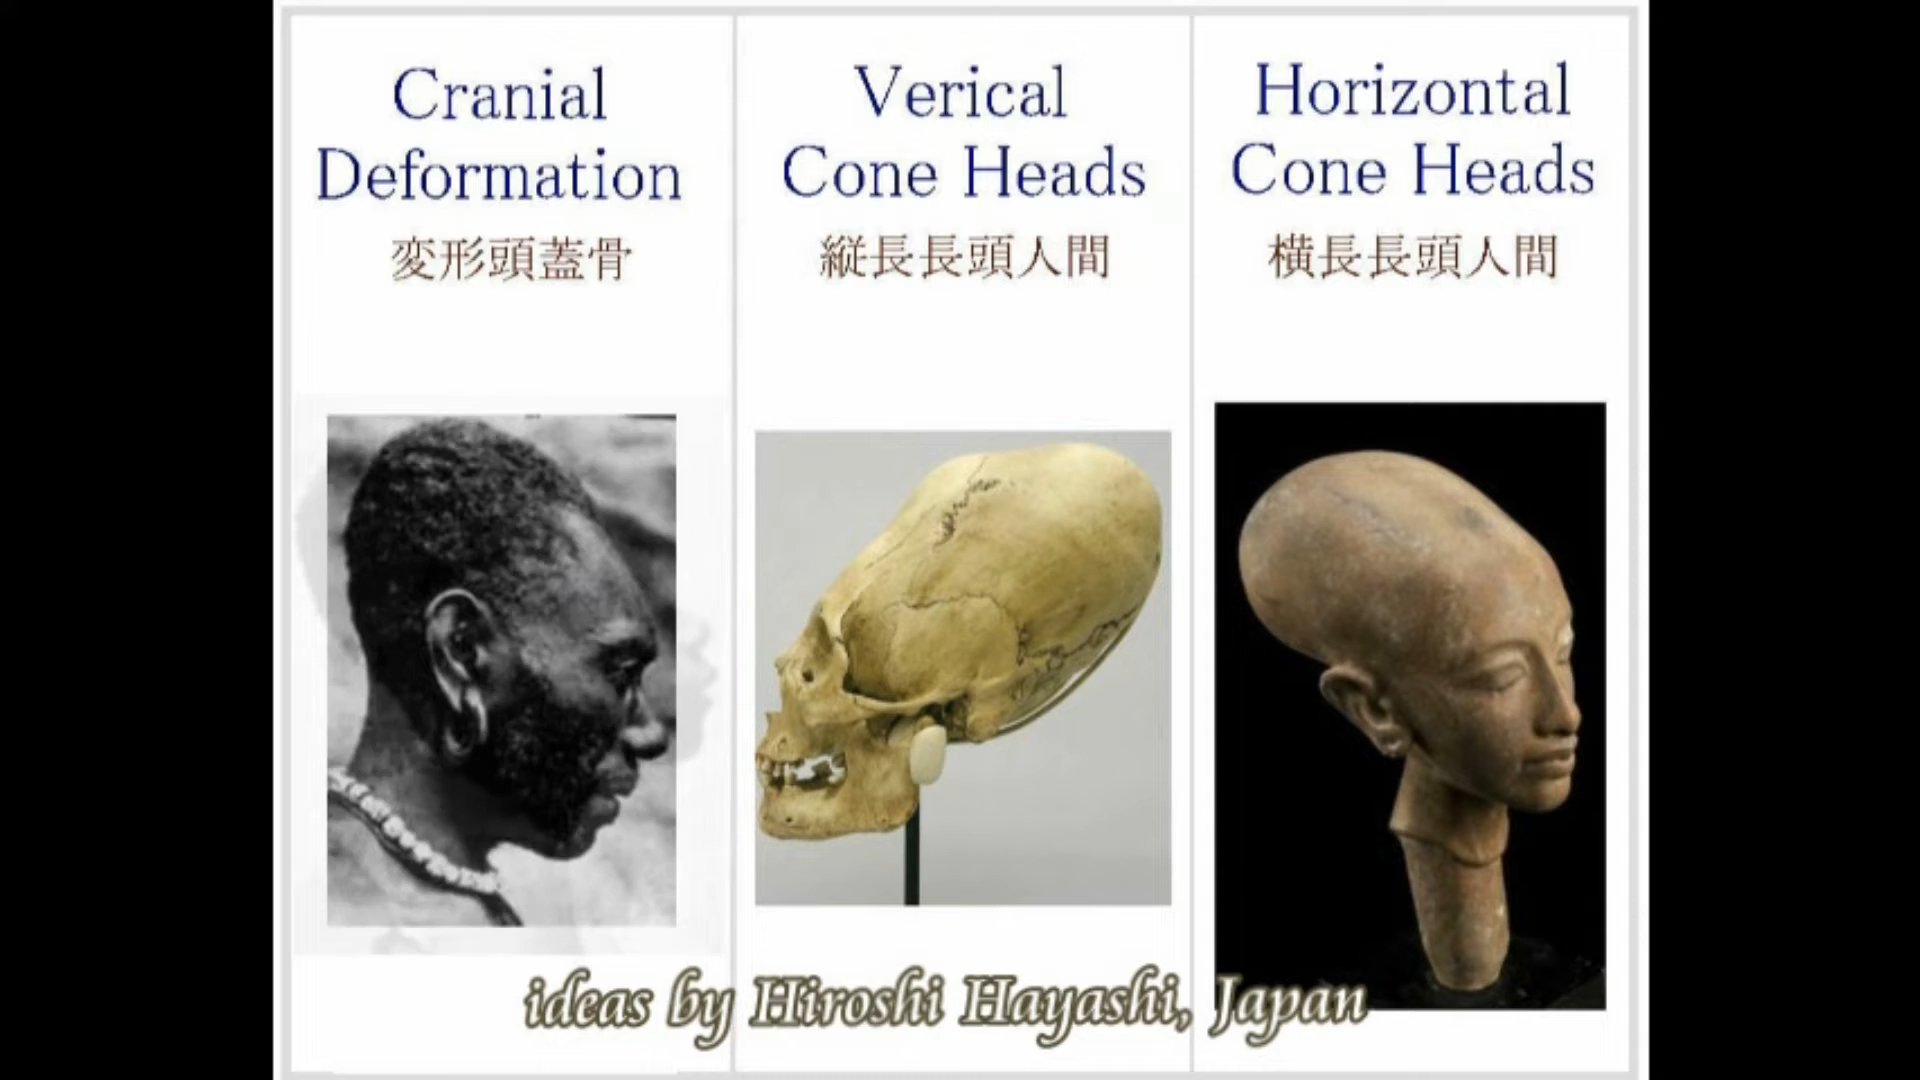 Cranial
Deformation
変形頭蓋骨
Verical
Cone Heads
縦長長頭人間
Horizontal
Cone Heads
横長長頭人間
ideas by Hiroshi Hayashi, Japan